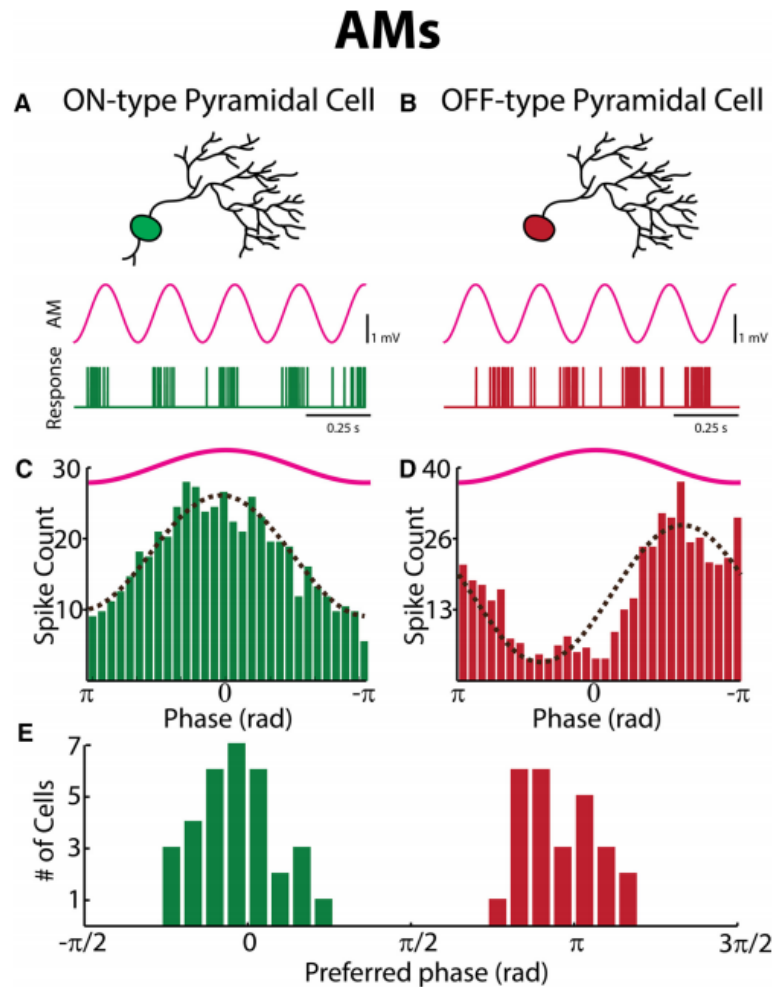 AMs
A ON-type Pyramidal Cell
B OFF-type Pyramidal Cell
AM
1 mV
1 mV
Response
0.25 s
0.25 s
C
30
20
10
Spike Count
π 0 -π
Phase (rad)
D
40
26
13
Spike Count
π 0 -π
Phase (rad)
E
7
5
3
1
# of Cells
-π/2 0 π/2 π 3π/2
Preferred phase (rad)